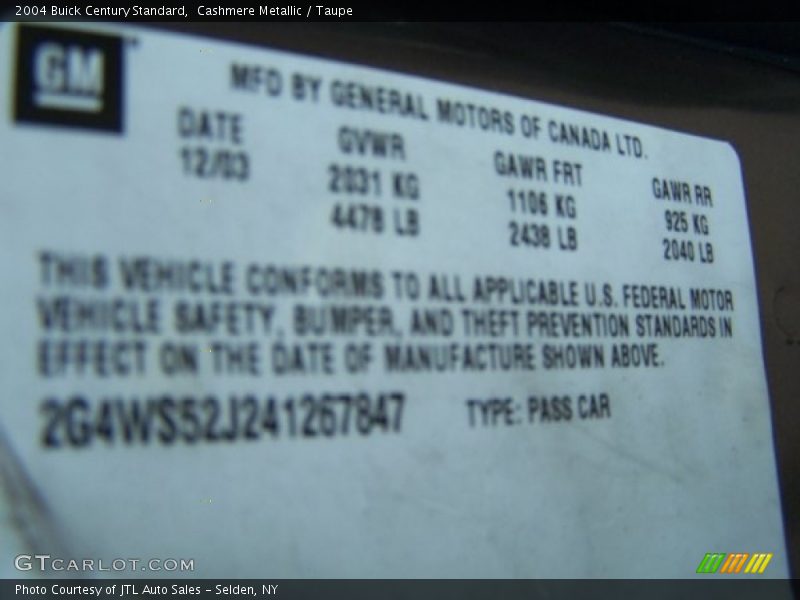 2004 Buick Century Standard, Cashmere Metallic / Taupe
GM
MFD BY GENERAL MOTORS OF CANADA LTD.
DATE GVWR GAWR FRT GAWR RR
12/03 2031 KG 1106 KG 925 KG
4478 LB 2438 LB 2040 LB
THIS VEHICLE CONFORMS TO ALL APPLICABLE U.S. FEDERAL MOTOR
VEHICLE SAFETY, BUMPER, AND THEFT PREVENTION STANDARDS IN
EFFECT ON THE DATE OF MANUFACTURE SHOWN ABOVE.
2G4WS52J241267847 TYPE: PASS CAR
GTCARLOT.COM
Photo Courtesy of JTL Auto Sales - Selden, NY